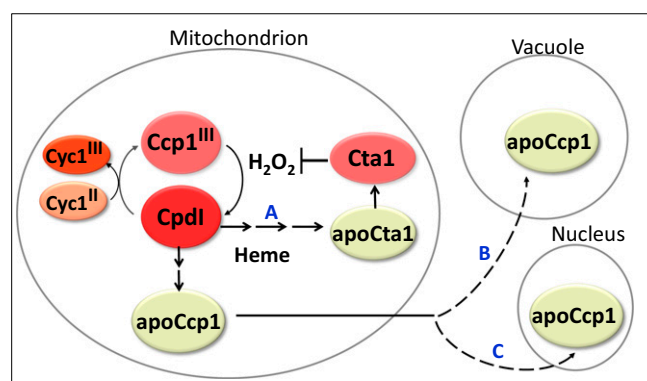 Mitochondrion
Vacuole
Cyc1ᴵᴵᴵ
Ccp1ᴵᴵᴵ
H₂O₂
Cta1
apoCcp1
Cyc1ᴵᴵ
CpdI
A
Heme
apoCta1
Nucleus
B
apoCcp1
apoCcp1
C